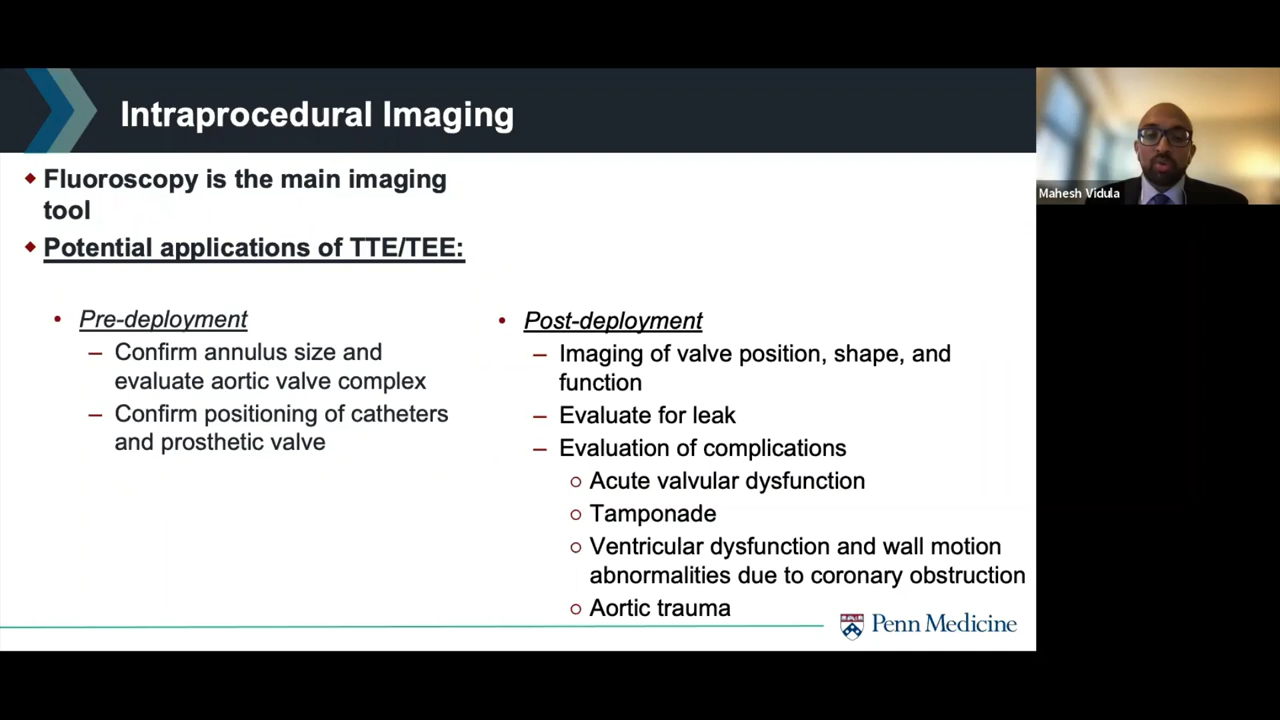 Intraprocedural Imaging
Fluoroscopy is the main imaging
tool
Potential applications of TTE/TEE:
Pre-deployment
– Confirm annulus size and
evaluate aortic valve complex
– Confirm positioning of catheters
and prosthetic valve
Post-deployment
– Imaging of valve position, shape, and
function
– Evaluate for leak
– Evaluation of complications
Acute valvular dysfunction
Tamponade
Ventricular dysfunction and wall motion
abnormalities due to coronary obstruction
Aortic trauma
Penn Medicine
Mahesh Vidula